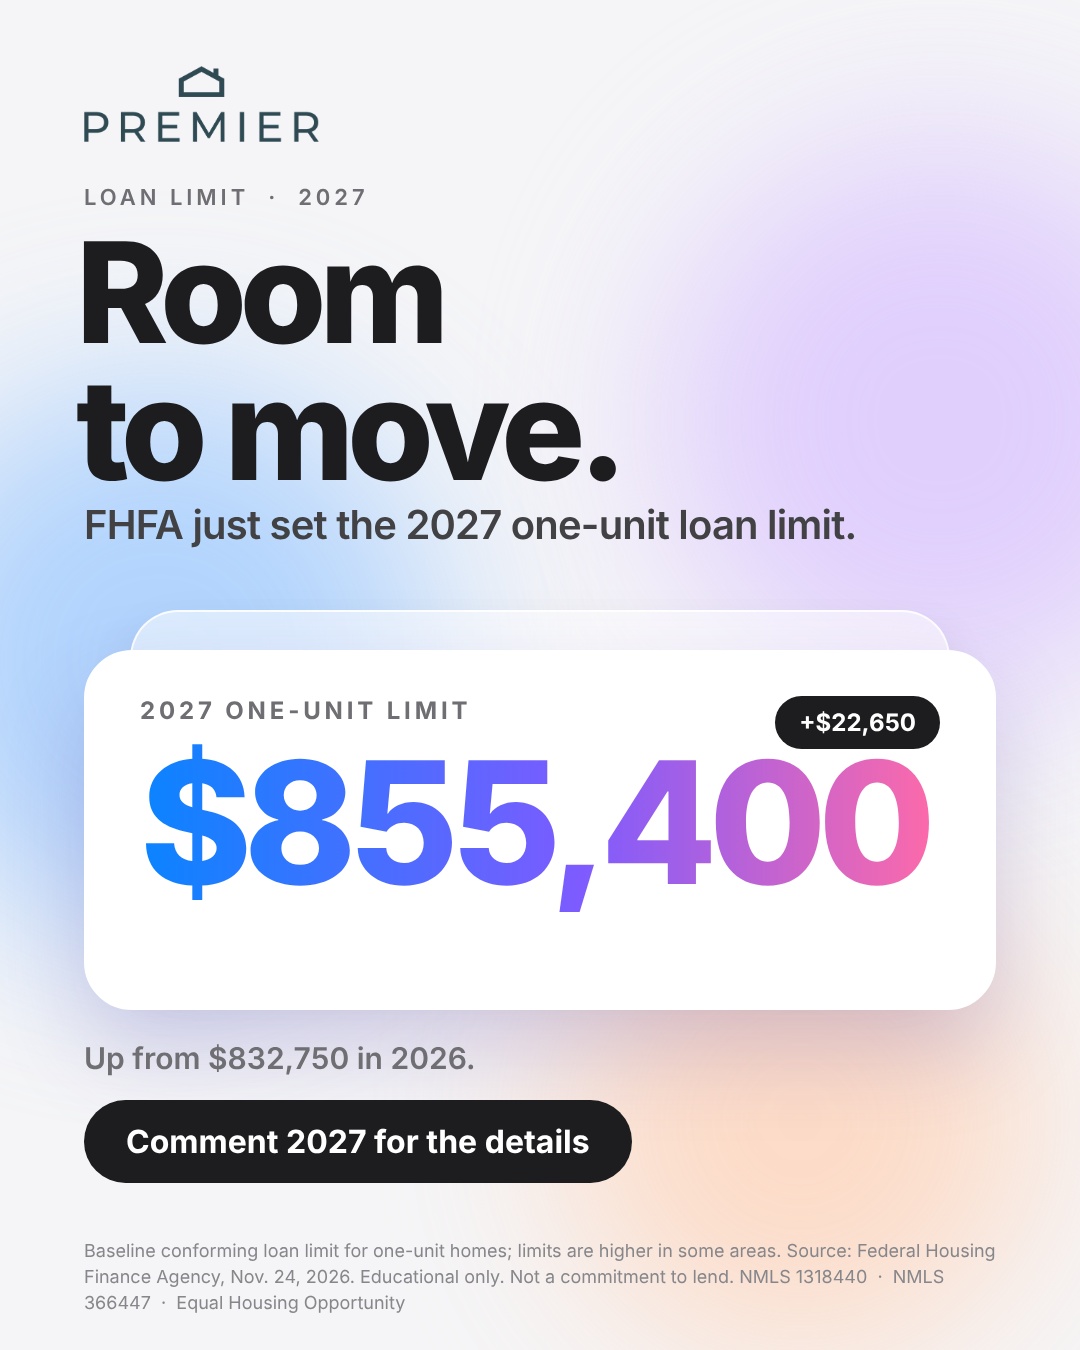 PREMIER
LOAN LIMIT · 2027
Room
to move.
FHFA just set the 2027 one-unit loan limit.
2027 ONE-UNIT LIMIT
+$22,650
$855,400
Up from $832,750 in 2026.
Comment 2027 for the details
Baseline conforming loan limit for one-unit homes; limits are higher in some areas. Source: Federal Housing
Finance Agency, Nov. 24, 2026. Educational only. Not a commitment to lend. NMLS 1318440 · NMLS
366447 · Equal Housing Opportunity